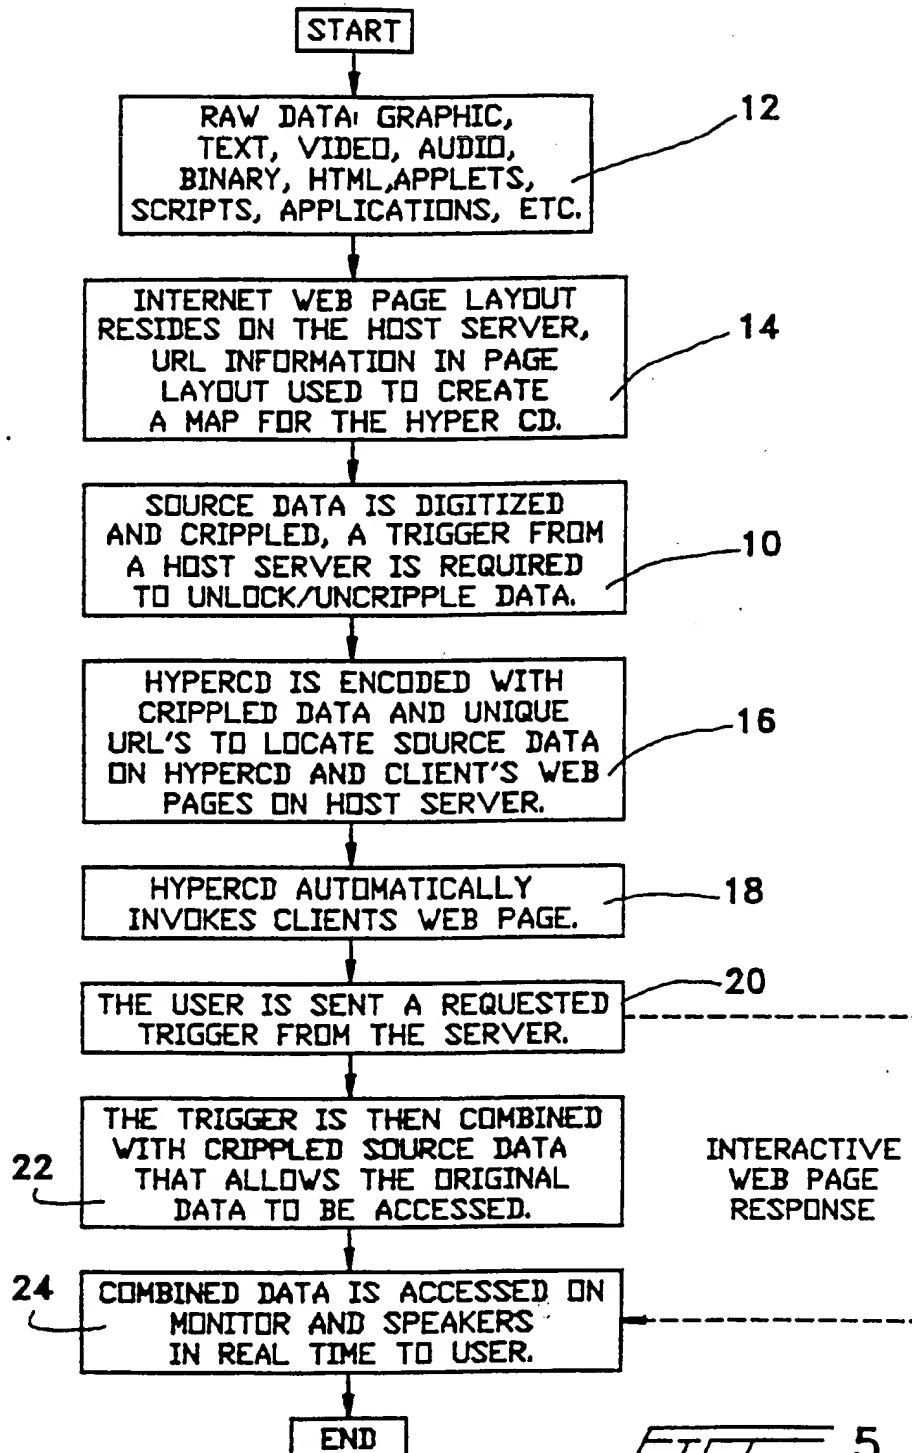 START
RAW DATA: GRAPHIC,
TEXT, VIDEO, AUDIO,
BINARY, HTML,APPLETS,
SCRIPTS, APPLICATIONS, ETC.
12
INTERNET WEB PAGE LAYOUT
RESIDES ON THE HOST SERVER,
URL INFORMATION IN PAGE
LAYOUT USED TO CREATE
A MAP FOR THE HYPER CD.
14
SOURCE DATA IS DIGITIZED
AND CRIPPLED, A TRIGGER FROM
A HOST SERVER IS REQUIRED
TO UNLOCK/UNCRIPPLE DATA.
10
HYPERCD IS ENCODED WITH
CRIPPLED DATA AND UNIQUE
URL'S TO LOCATE SOURCE DATA
ON HYPERCD AND CLIENT'S WEB
PAGES ON HOST SERVER.
16
HYPERCD AUTOMATICALLY
INVOKES CLIENTS WEB PAGE.
18
THE USER IS SENT A REQUESTED
TRIGGER FROM THE SERVER.
20
THE TRIGGER IS THEN COMBINED
WITH CRIPPLED SOURCE DATA
THAT ALLOWS THE ORIGINAL
DATA TO BE ACCESSED.
22
INTERACTIVE
WEB PAGE
RESPONSE
COMBINED DATA IS ACCESSED ON
MONITOR AND SPEAKERS
IN REAL TIME TO USER.
24
END
5